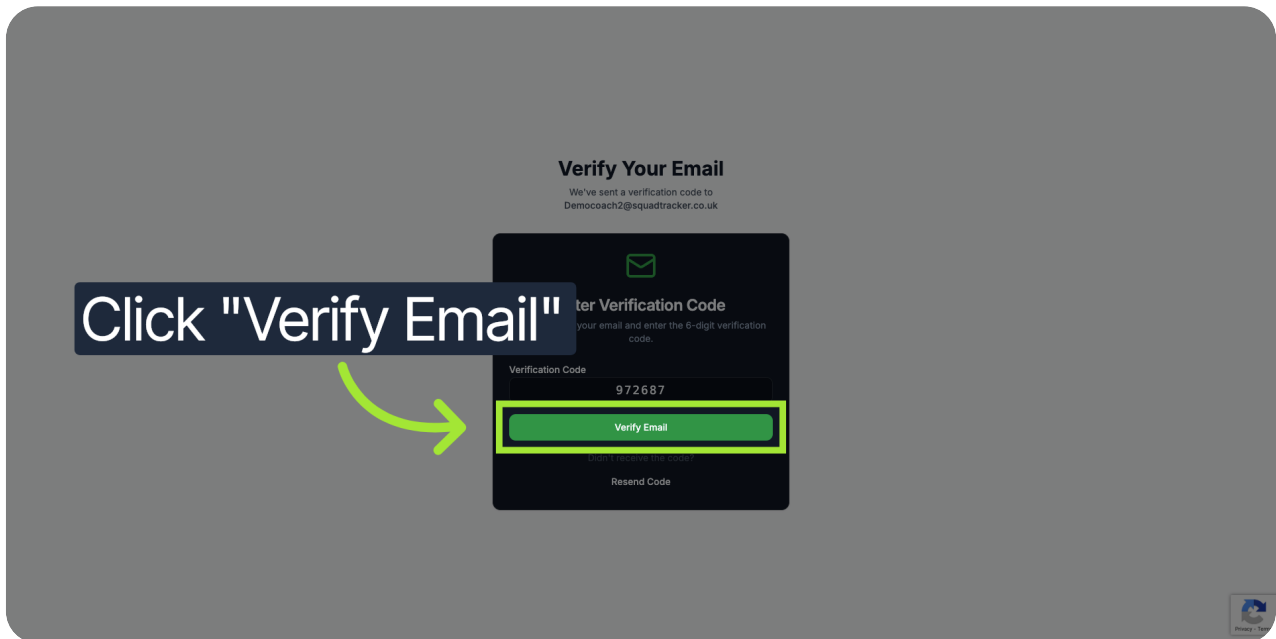 Verify Your Email
We've sent a verification code to
Democoach2@squadtracker.co.uk
Click "Verify Email"
ter Verification Code
your email and enter the 6-digit verification
code.
Verification Code
972687
Verify Email
Didn't receive the code?
Resend Code
Privacy - Term